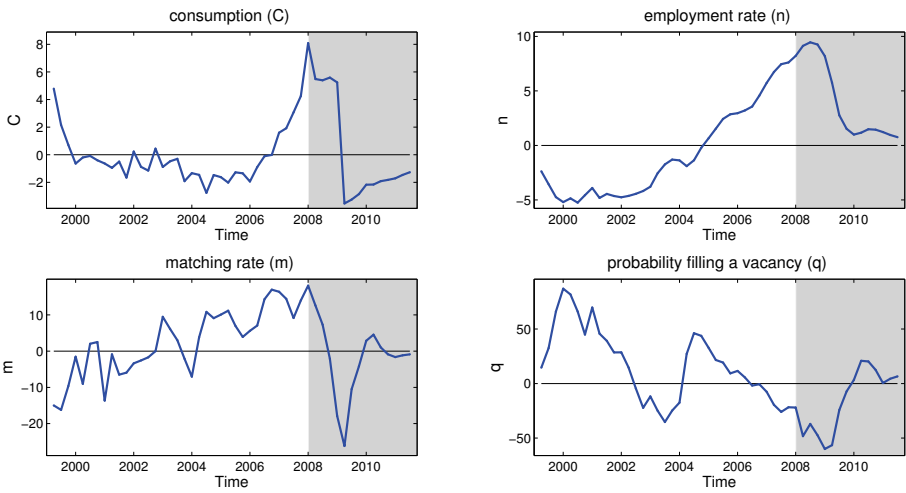 consumption (C)
8
6
4
2
0
−2
C
2000 2002 2004 2006 2008 2010
Time
employment rate (n)
10
5
0
−5
n
2000 2002 2004 2006 2008 2010
Time
matching rate (m)
10
0
−10
−20
m
2000 2002 2004 2006 2008 2010
Time
probability filling a vacancy (q)
50
0
−50
q
2000 2002 2004 2006 2008 2010
Time